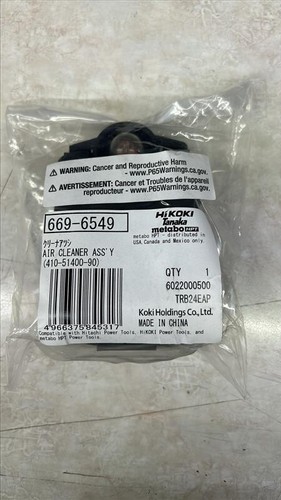 WARNING: Cancer and Reproductive Harm
- www.P65Warnings.ca.gov.
AVERTISSEMENT: Cancer et Troubles de l'appareil
reproducteur - www.P65Warnings.ca.gov.
669-6549
HiKOKI
Tanaka
metabo HPT
metabo HPT - distributed in
USA,Canada and Mexico only.
クリーナアツシ
AIR CLEANER ASS'Y
(410-51400-90)
QTY 1
6022000500
TRB24EAP
Koki Holdings Co.,Ltd.
MADE IN CHINA
4966375845317
Compatible with Hitachi Power Tools, HiKOKI Power Tools, and
metabo HPT Power Tools.